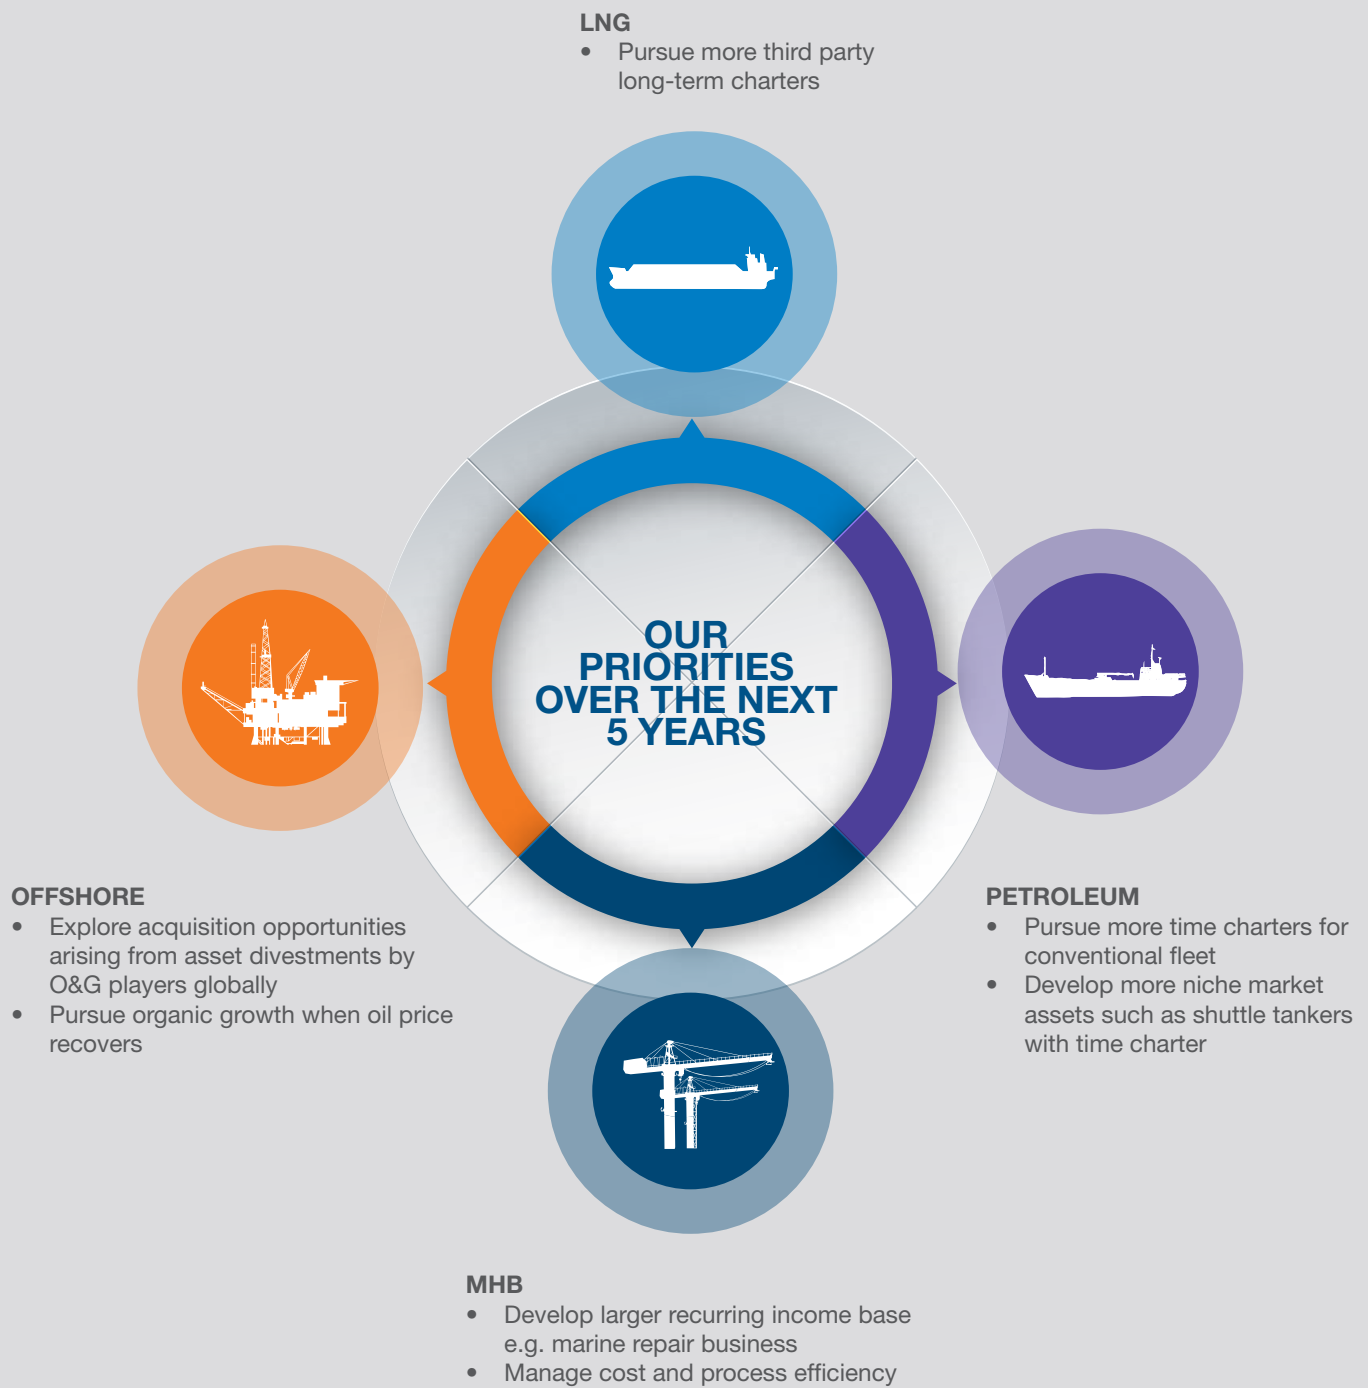 LNG
• Pursue more third party
long-term charters
OUR
PRIORITIES
OVER THE NEXT
5 YEARS
OFFSHORE
• Explore acquisition opportunities
arising from asset divestments by
O&G players globally
• Pursue organic growth when oil price
recovers
PETROLEUM
• Pursue more time charters for
conventional fleet
• Develop more niche market
assets such as shuttle tankers
with time charter
MHB
• Develop larger recurring income base
e.g. marine repair business
• Manage cost and process efficiency